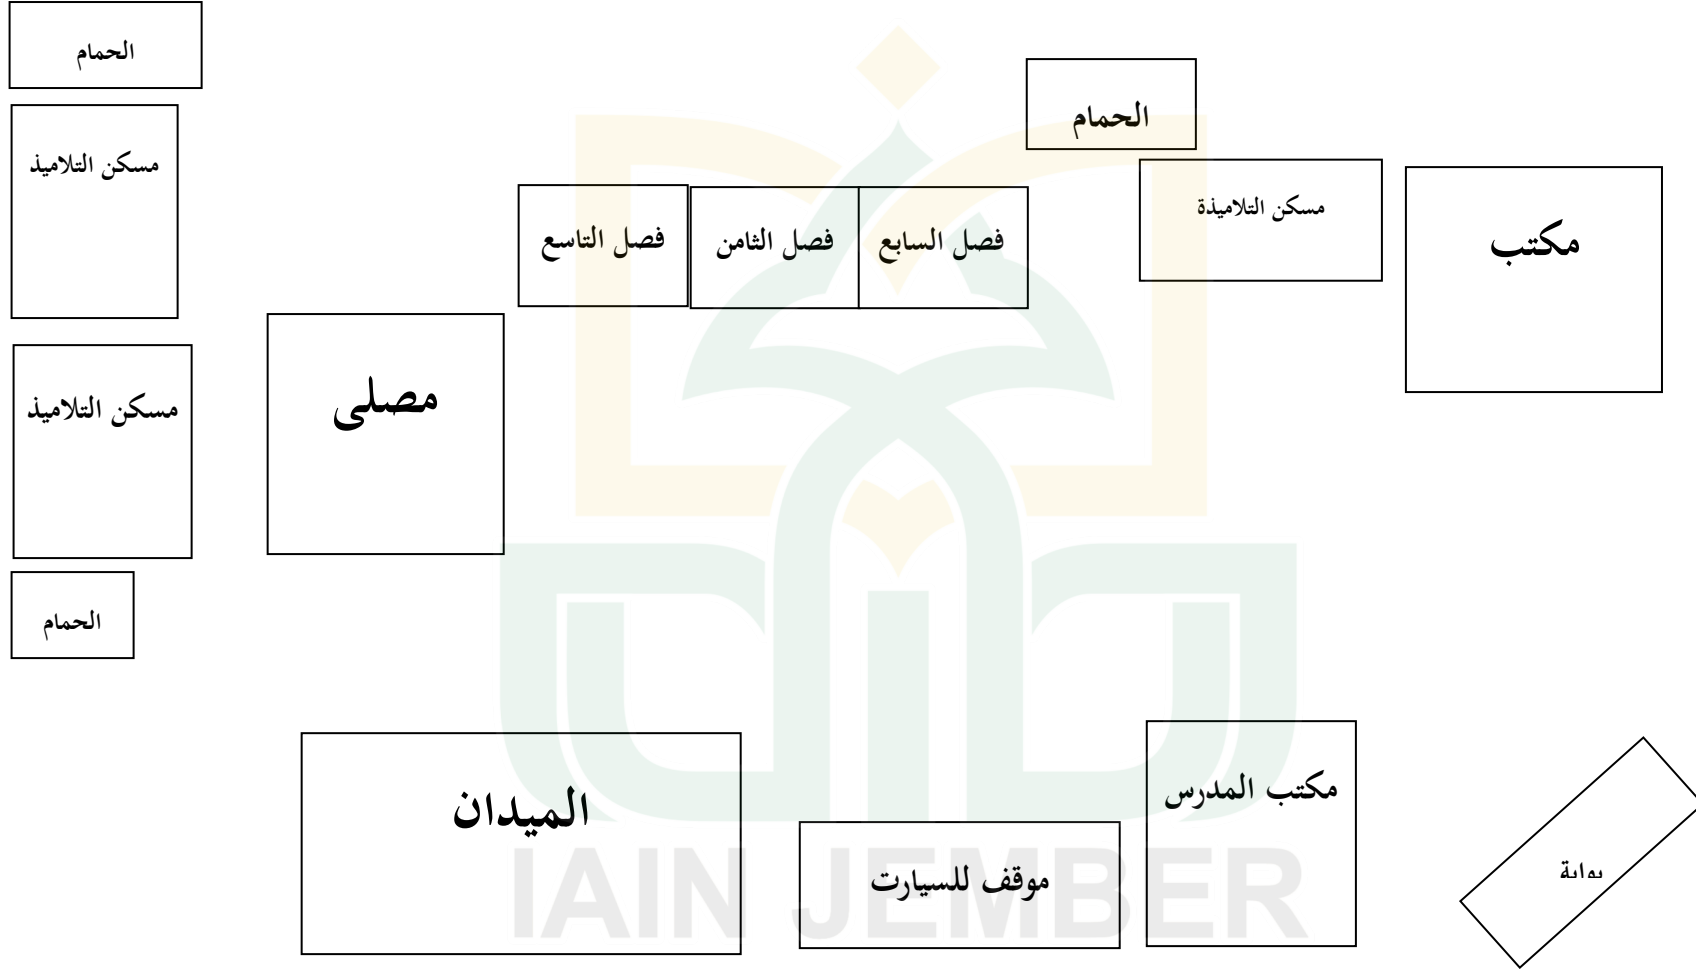 الحمام
الحمام
مسكن التلاميذ
مسكن التلاميذة
مكتب
فصل السابع
فصل الثامن
فصل التاسع
مصلى
مسكن التلاميذ
الحمام
مكتب المدرس
الميدان
موقف للسيارت
بوابة
IAIN JEMBER